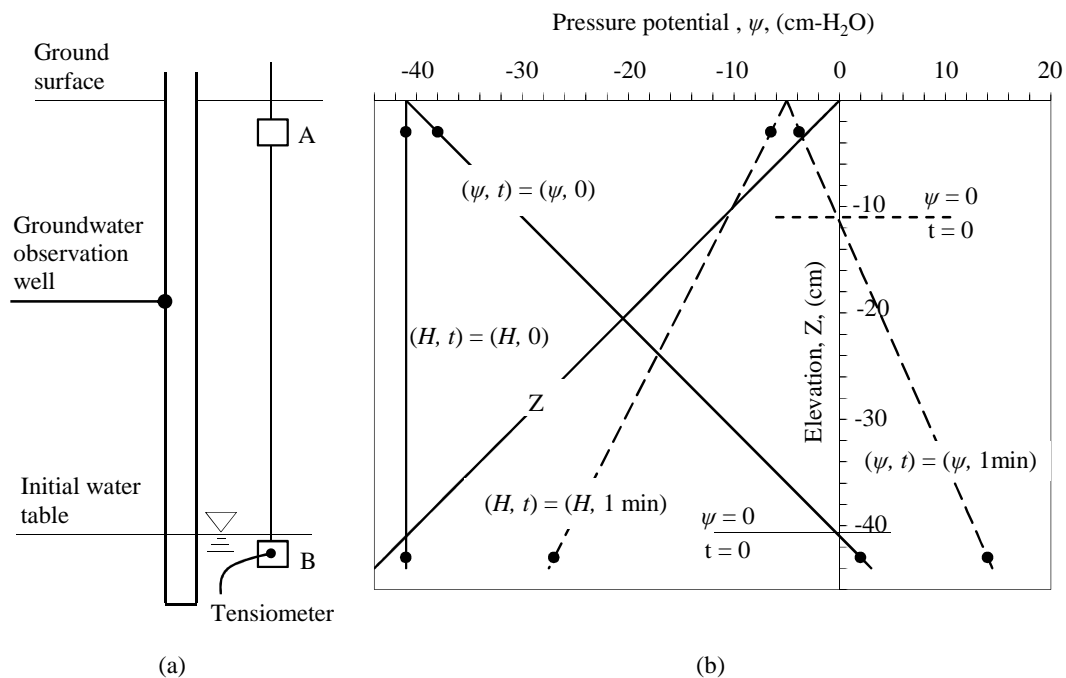 Ground
surface
A
Groundwater
observation
well
Initial water
table
B
Tensiometer
(a)
Pressure potential , ψ, (cm-H₂O)
-40 -30 -20 -10 0 10 20
(ψ, t) = (ψ, 0)
-10
ψ = 0
t = 0
(H, t) = (H, 0)
Elevation, Z, (cm)
-20
Z
-30
(ψ, t) = (ψ, 1min)
(H, t) = (H, 1 min)
ψ = 0
-40
t = 0
(b)